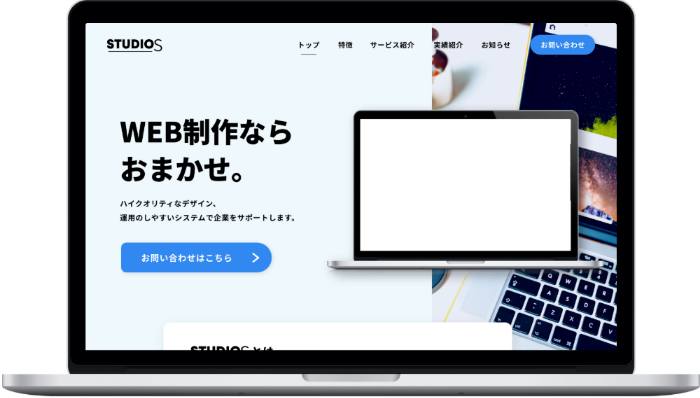 STUDIOS
トップ
特徴
サービス紹介
実績紹介
お知らせ
お問い合わせ
WEB制作なら
おまかせ。
ハイクオリティなデザイン、
運用のしやすいシステムで企業をサポートします。
お問い合わせはこちら
STUDIOSとは